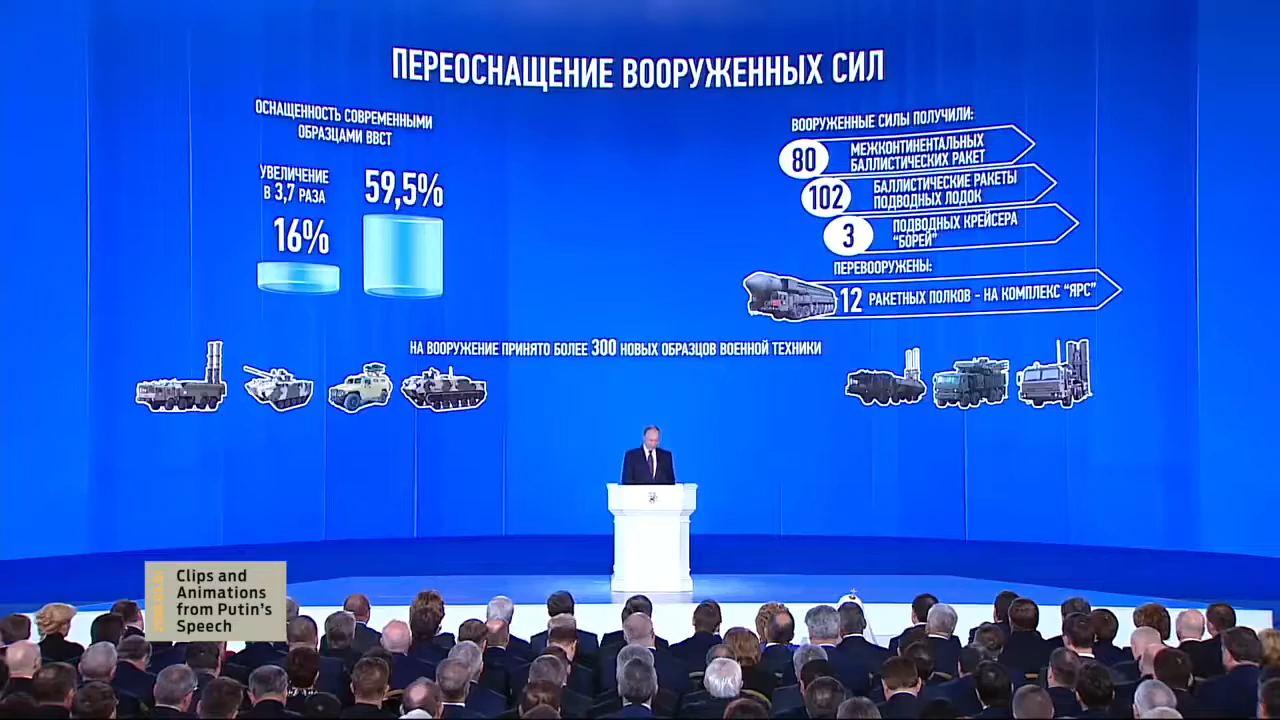 ПЕРЕОСНАЩЕНИЕ ВООРУЖЕННЫХ СИЛ
ОСНАЩЕННОСТЬ СОВРЕМЕННЫМИ
ОБРАЗЦАМИ ВВСТ
УВЕЛИЧЕНИЕ
В 3,7 РАЗА
59,5%
16%
ВООРУЖЕННЫЕ СИЛЫ ПОЛУЧИЛИ:
80 МЕЖКОНТИНЕНТАЛЬНЫХ
БАЛЛИСТИЧЕСКИХ РАКЕТ
102 БАЛЛИСТИЧЕСКИЕ РАКЕТЫ
ПОДВОДНЫХ ЛОДОК
3 ПОДВОДНЫХ КРЕЙСЕРА
"БОРЕЙ"
ПЕРЕВООРУЖЕНЫ:
12 РАКЕТНЫХ ПОЛКОВ - НА КОМПЛЕКС "ЯРС"
НА ВООРУЖЕНИЕ ПРИНЯТО БОЛЕЕ 300 НОВЫХ ОБРАЗЦОВ ВОЕННОЙ ТЕХНИКИ
Clips and
Animations
from Putin's
Speech